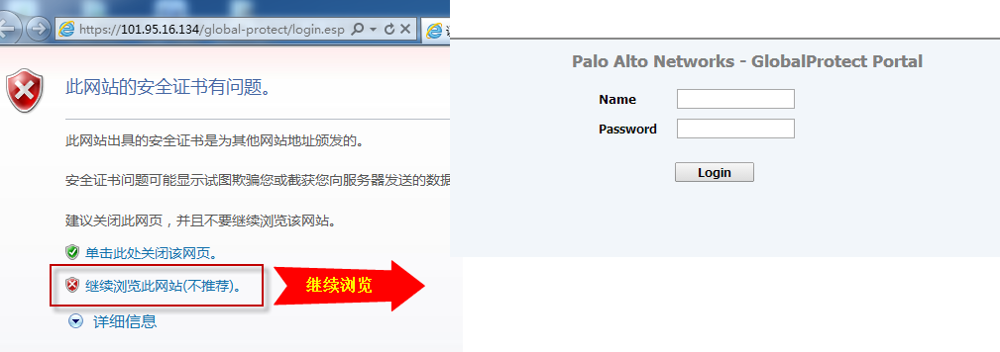 https://101.95.16.134/global-protect/login.esp
此网站的安全证书有问题。
此网站出具的安全证书是为其他网站地址颁发的。
安全证书问题可能显示试图欺骗您或截获您向服务器发送的数据
建议关闭此网页，并且不要继续浏览该网站。
单击此处关闭该网页。
继续浏览此网站(不推荐)。
继续浏览
详细信息
Palo Alto Networks - GlobalProtect Portal
Name
Password
Login